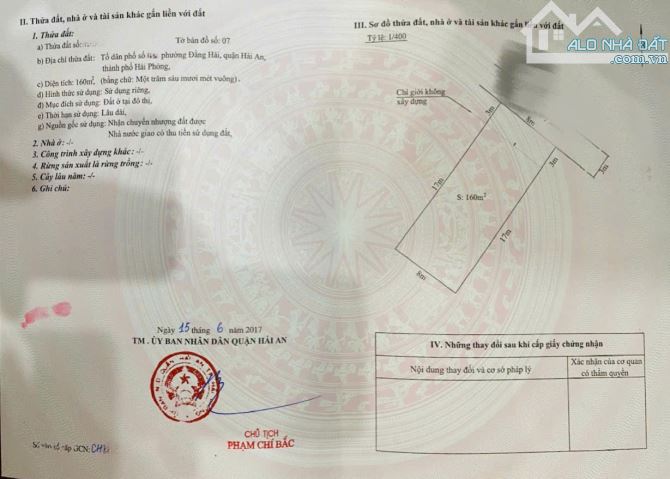 II. Thửa đất, nhà ở và tài sản khác gắn liền với đất
1. Thửa đất:
a) Thửa đất số:
Tờ bản đồ số: 07
b) Địa chỉ thửa đất: Tổ dân phố số phường Đằng Hải, quận Hải An,
thành phố Hải Phòng,
c) Diện tích: 160m², (bằng chữ: Một trăm sáu mươi mét vuông),
d) Hình thức sử dụng: Sử dụng riêng,
đ) Mục đích sử dụng: Đất ở tại đô thị,
e) Thời hạn sử dụng: Lâu dài,
g) Nguồn gốc sử dụng: Nhận chuyển nhượng đất được
Nhà nước giao có thu tiền sử dụng đất,
2. Nhà ở: -/-
3. Công trình xây dựng khác: -/-
4. Rừng sản xuất là rừng trồng: -/-
5. Cây lâu năm: -/-
6. Ghi chú:
Ngày 15 tháng 6 năm 2017
TM. ỦY BAN NHÂN DÂN QUẬN HẢI AN
CHỦ TỊCH
PHẠM CHÍ BẮC
Số vào sổ cấp GCN: CH
III. Sơ đồ thửa đất, nhà ở và tài sản khác gắn liền với đất
Tỷ lệ: 1/400
ALO NHÀ ĐẤT
.com.vn
Chỉ giới không
xây dựng
3m
8m
3m
3m
17m
S: 160m²
17m
8m
IV. Những thay đổi sau khi cấp giấy chứng nhận
Nội dung thay đổi và cơ sở pháp lý
Xác nhận của cơ quan
có thẩm quyền